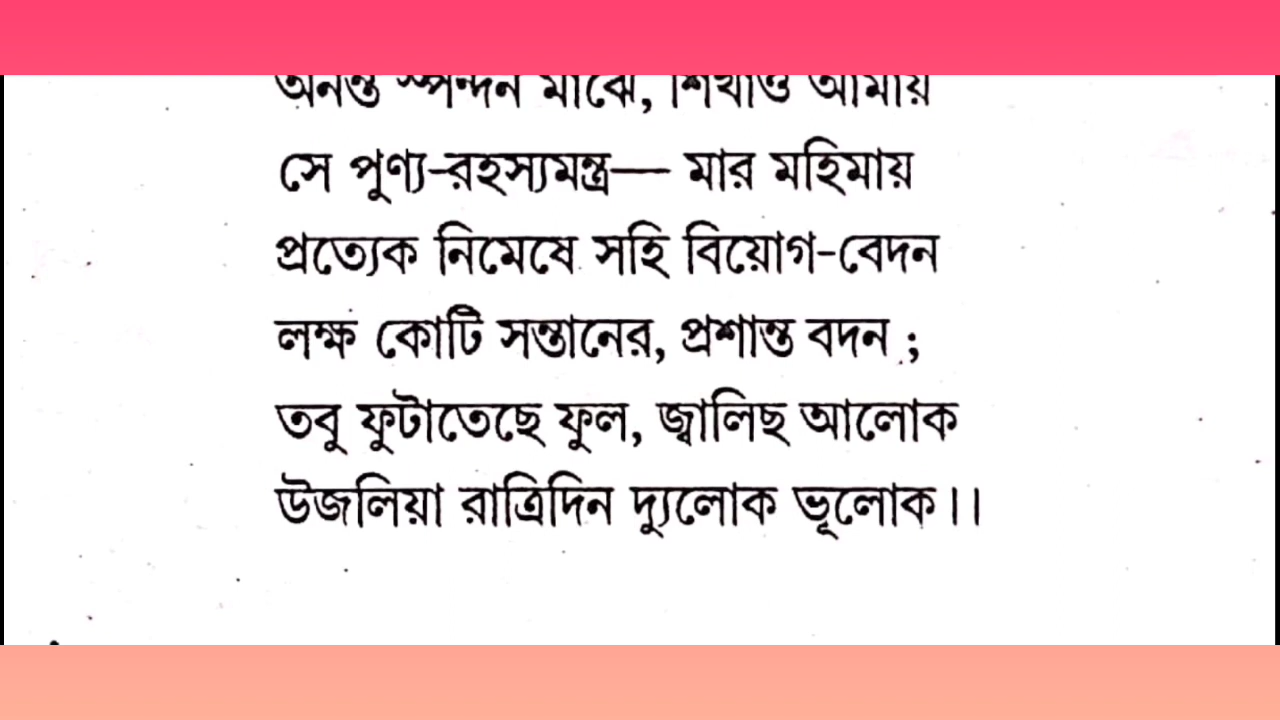 অনন্ত স্পন্দন মাঝে, শিখাও আমায়
সে পুণ্য-রহস্যমন্ত্র— মার মহিমায়
প্রত্যেক নিমেষে সহি বিয়োগ-বেদন
লক্ষ কোটি সন্তানের, প্রশান্ত বদন ;
তবু ফুটাতেছে ফুল, জ্বালিছ আলোক
উজলিয়া রাত্রিদিন দ্যুলোক ভূলোক।।